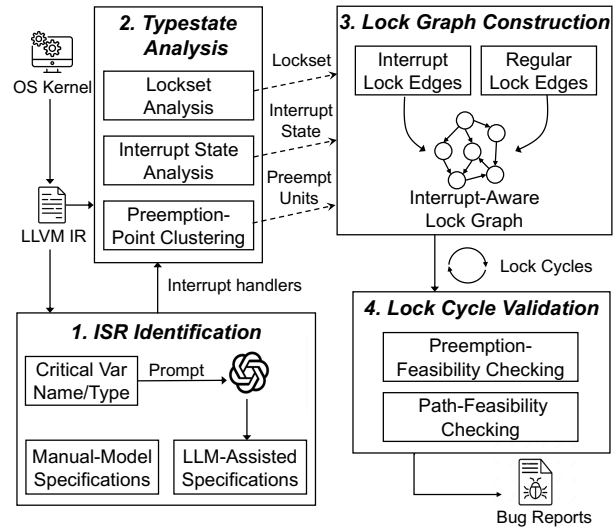 OS Kernel
LLVM IR
2. Typestate
Analysis
Lockset
Analysis
Interrupt State
Analysis
Preemption-
Point Clustering
Lockset
Interrupt
State
Preempt
Units
3. Lock Graph Construction
Interrupt
Lock Edges
Regular
Lock Edges
Interrupt-Aware
Lock Graph
Interrupt handlers
Lock Cycles
1. ISR Identification
Critical Var
Name/Type
Prompt
Manual-Model
Specifications
LLM-Assisted
Specifications
4. Lock Cycle Validation
Preemption-
Feasibility Checking
Path-Feasibility
Checking
Bug Reports